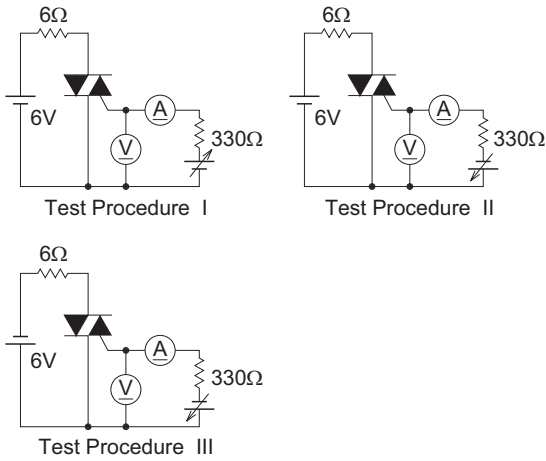 6Ω
6V
A
V
330Ω
Test Procedure I
6Ω
6V
A
V
330Ω
Test Procedure II
6Ω
6V
A
V
330Ω
Test Procedure III